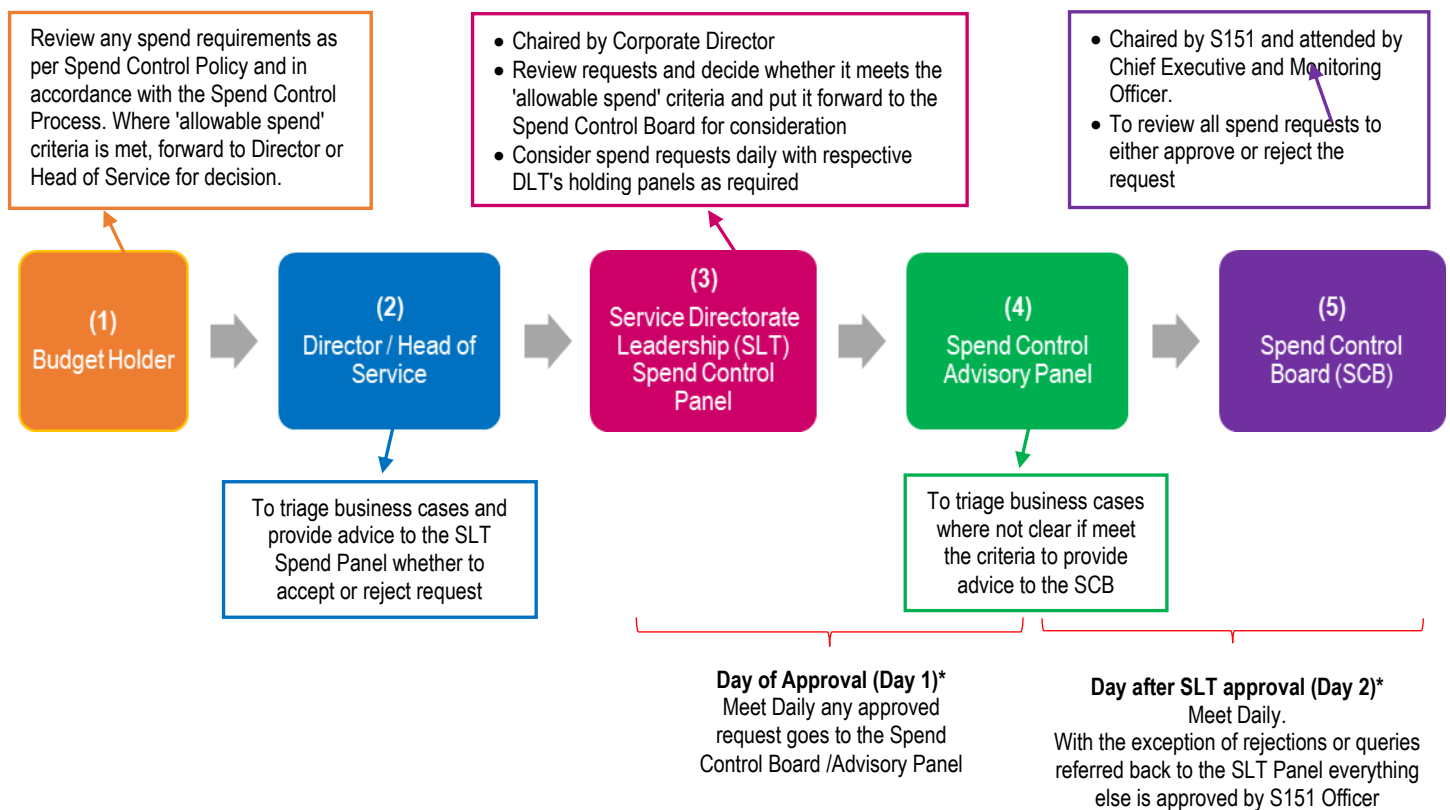 Review any spend requirements as
per Spend Control Policy and in
accordance with the Spend Control
Process. Where 'allowable spend'
criteria is met, forward to Director or
Head of Service for decision.
• Chaired by Corporate Director
• Review requests and decide whether it meets the
'allowable spend' criteria and put it forward to the
Spend Control Board for consideration
• Consider spend requests daily with respective
DLT's holding panels as required
• Chaired by S151 and attended by
Chief Executive and Monitoring
Officer.
• To review all spend requests to
either approve or reject the
request
(1)
Budget Holder
(2)
Director / Head of
Service
(3)
Service Directorate
Leadership (SLT)
Spend Control
Panel
(4)
Spend Control
Advisory Panel
(5)
Spend Control
Board (SCB)
To triage business cases and
provide advice to the SLT
Spend Panel whether to
accept or reject request
To triage business cases
where not clear if meet
the criteria to provide
advice to the SCB
Day of Approval (Day 1)*
Meet Daily any approved
request goes to the Spend
Control Board /Advisory Panel
Day after SLT approval (Day 2)*
Meet Daily.
With the exception of rejections or queries
referred back to the SLT Panel everything
else is approved by S151 Officer